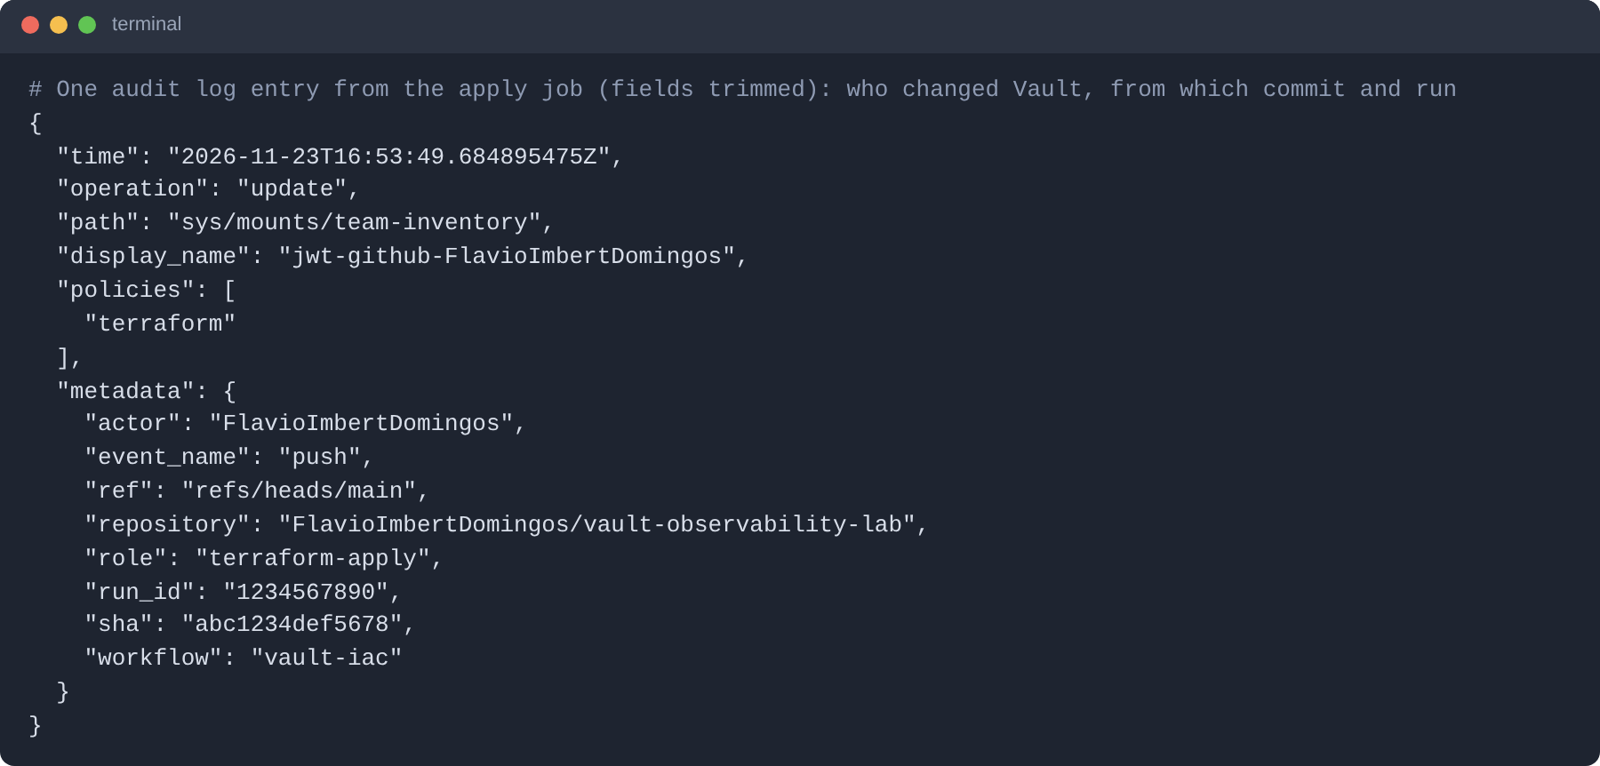 terminal
# One audit log entry from the apply job (fields trimmed): who changed Vault, from which commit and run
{
  "time": "2026-11-23T16:53:49.684895475Z",
  "operation": "update",
  "path": "sys/mounts/team-inventory",
  "display_name": "jwt-github-FlavioImbertDomingos",
  "policies": [
    "terraform"
  ],
  "metadata": {
    "actor": "FlavioImbertDomingos",
    "event_name": "push",
    "ref": "refs/heads/main",
    "repository": "FlavioImbertDomingos/vault-observability-lab",
    "role": "terraform-apply",
    "run_id": "1234567890",
    "sha": "abc1234def5678",
    "workflow": "vault-iac"
  }
}